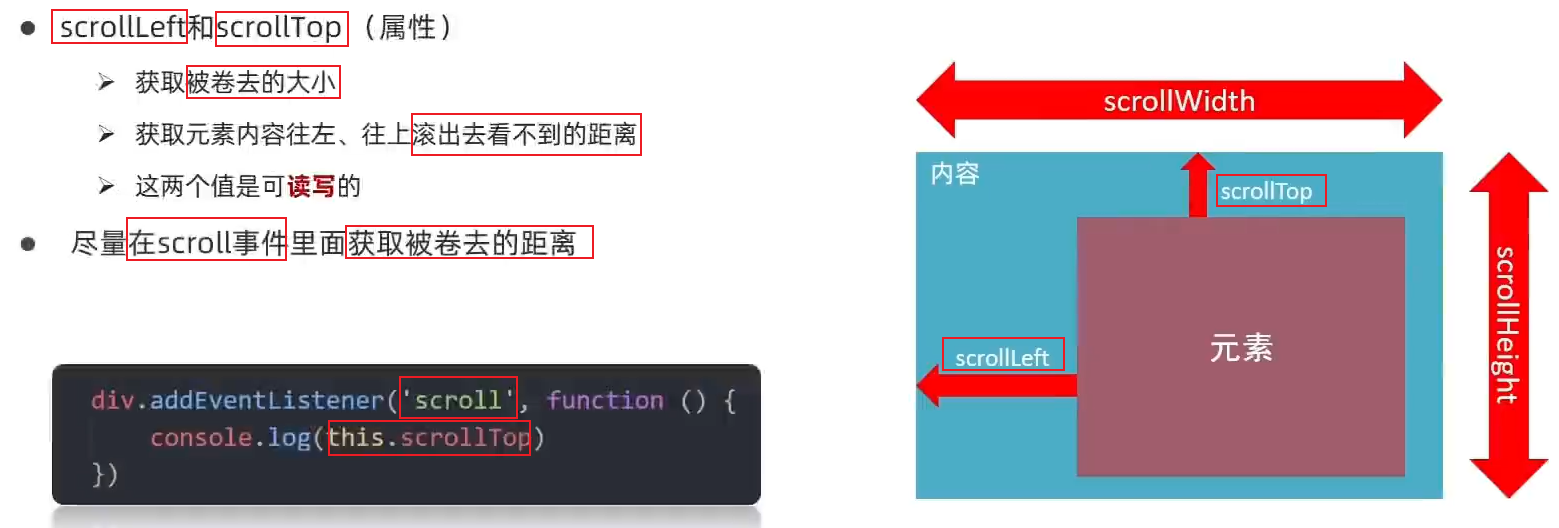 ● scrollLeft和scrollTop（属性）
➢ 获取被卷去的大小
➢ 获取元素内容往左、往上滚出去看不到的距离
➢ 这两个值是可读写的
● 尽量在scroll事件里面获取被卷去的距离
div.addEventListener('scroll', function () {
    console.log(this.scrollTop)
})
scrollWidth
内容
scrollTop
scrollLeft
元素
scrollHeight